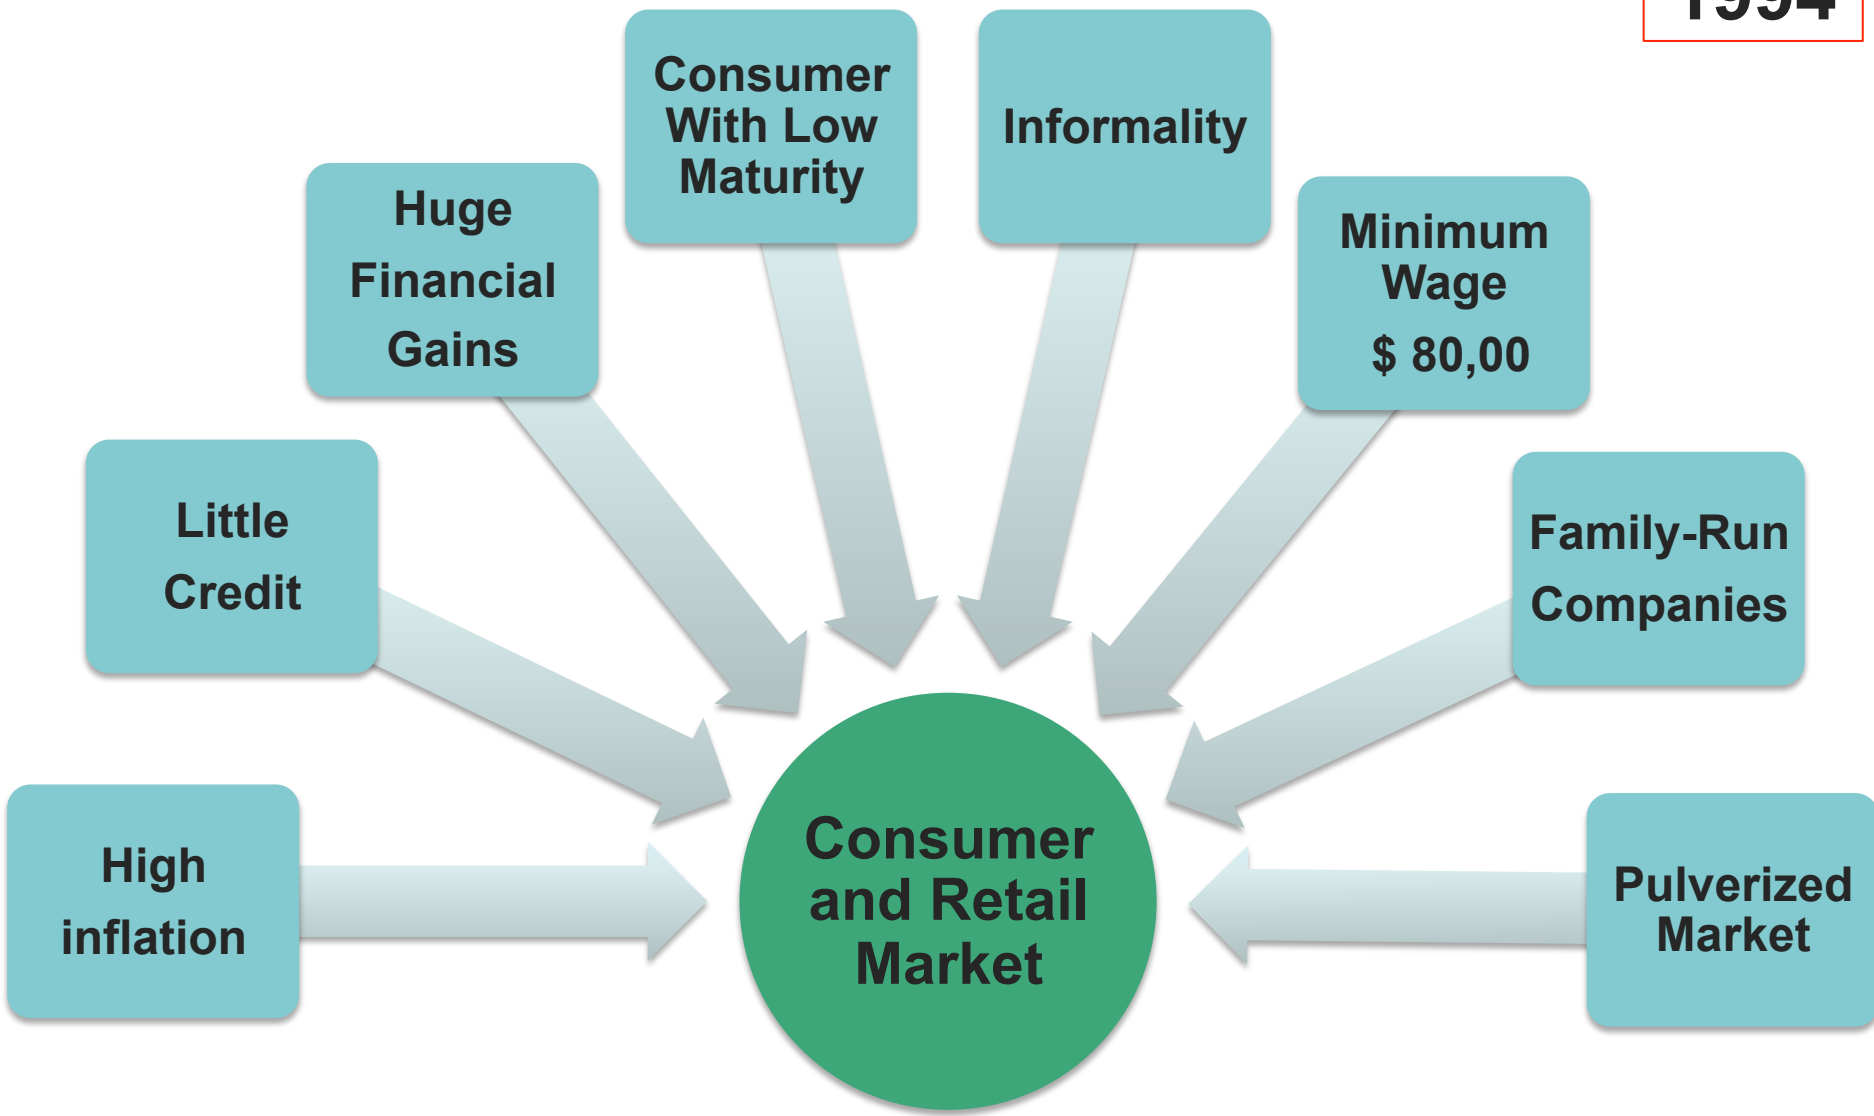 1994
Consumer
With Low
Maturity
Informality
Huge
Financial
Gains
Minimum
Wage
$ 80,00
Little
Credit
Family-Run
Companies
High
inflation
Consumer
and Retail
Market
Pulverized
Market